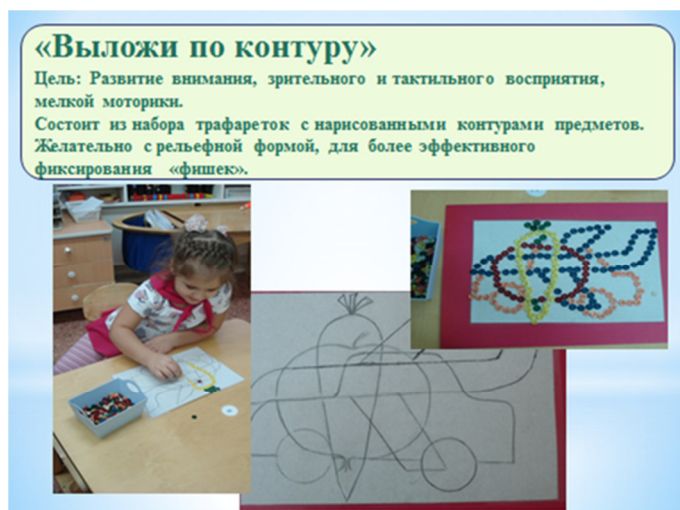 «Выложи по контуру»
Цель: Развитие внимания, зрительного и тактильного восприятия,
мелкой моторики.
Состоит из набора трафареток с нарисованными контурами предметов.
Желательно с рельефной формой, для более эффективного
фиксирования «фишек».